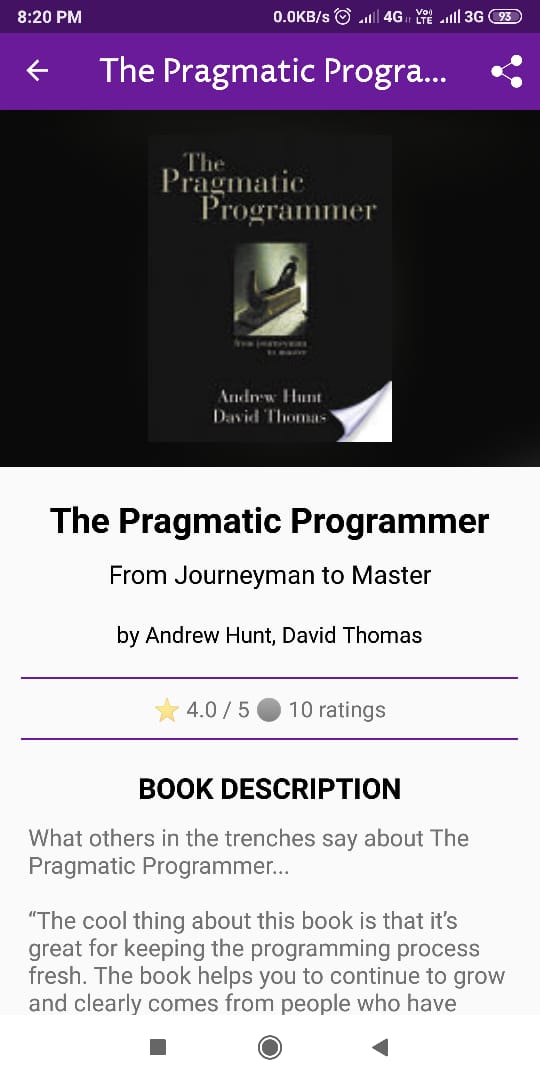 8:20 PM 0.0KB/s 4G Vo)) LTE 3G 93
The Pragmatic Progra...
The
Pragmatic
Programmer
from journeyman
to master
Andrew Hunt
David Thomas
The Pragmatic Programmer
From Journeyman to Master
by Andrew Hunt, David Thomas
4.0 / 5 10 ratings
BOOK DESCRIPTION
What others in the trenches say about The
Pragmatic Programmer...
“The cool thing about this book is that it’s
great for keeping the programming process
fresh. The book helps you to continue to grow
and clearly comes from people who have